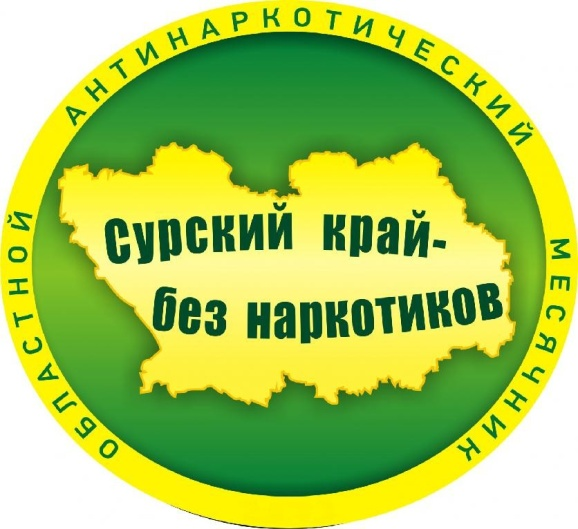 ОБЛАСТНОЙ АНТИНАРКОТИЧЕСКИЙ МЕСЯЧНИК
Сурский край-
без наркотиков